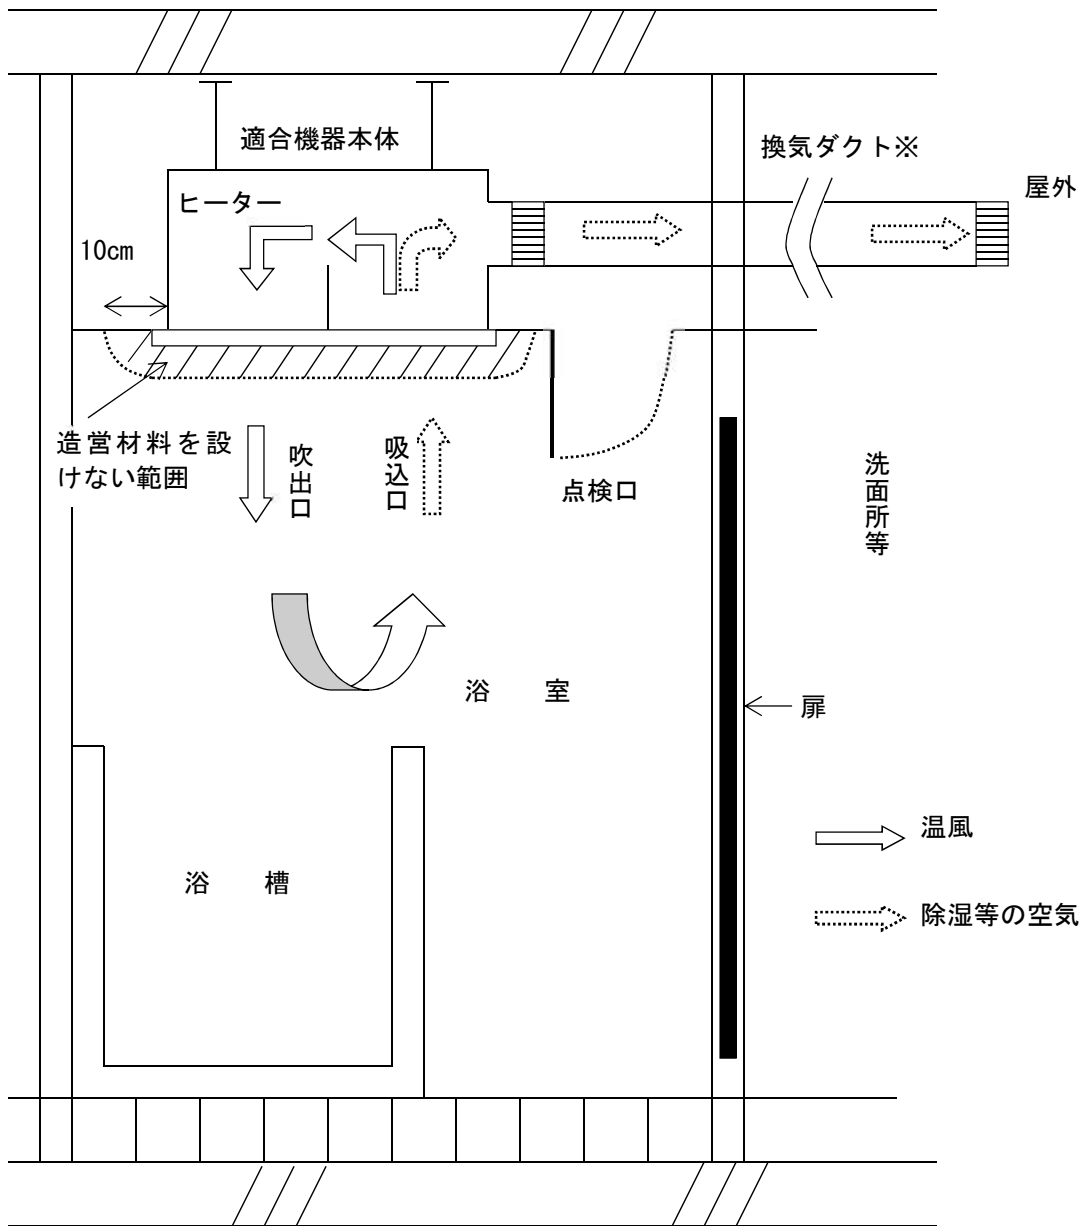 適合機器本体
換気ダクト※
屋外
ヒーター
10cm
造営材料を設
けない範囲
吹出口
吸込口
点検口
洗面所等
浴　室
扉
温風
浴　槽
除湿等の空気